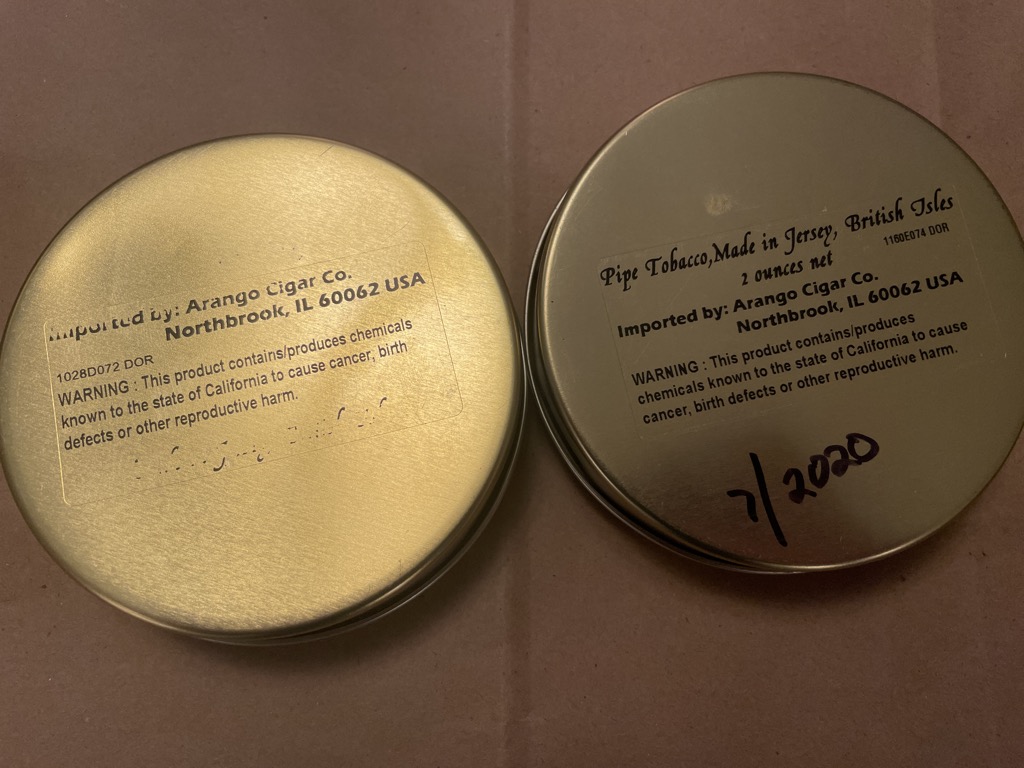 Imported by: Arango Cigar Co.
Northbrook, IL 60062 USA
1028D072 DOR
WARNING : This product contains/produces chemicals
known to the state of California to cause cancer, birth
defects or other reproductive harm.
Pipe Tobacco,Made in Jersey, British Isles
1160E074 DOR
2 ounces net
Imported by: Arango Cigar Co.
Northbrook, IL 60062 USA
WARNING : This product contains/produces
chemicals known to the state of California to cause
cancer, birth defects or other reproductive harm.
7/2020